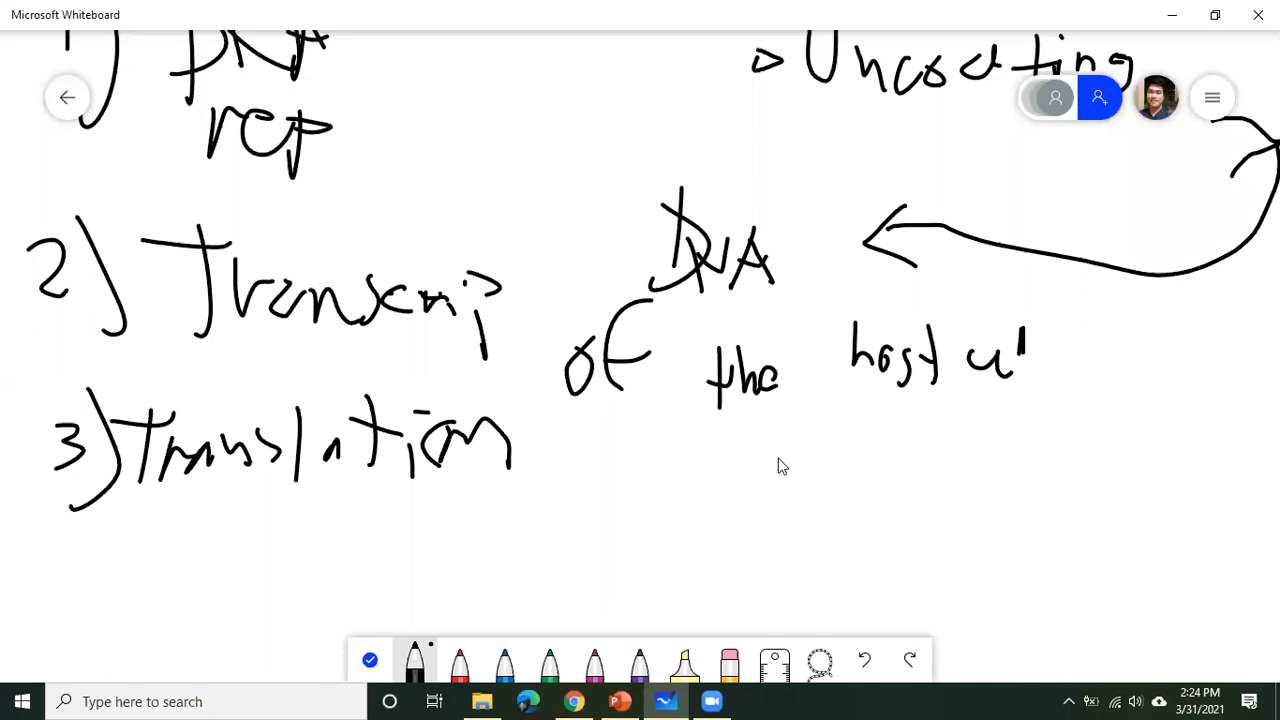 Microsoft Whiteboard
1) DNA
rep
▹ Uncoating
2) Transcrip
DNA
of the host
3) Translation
Type here to search
2:24 PM
3/31/2021